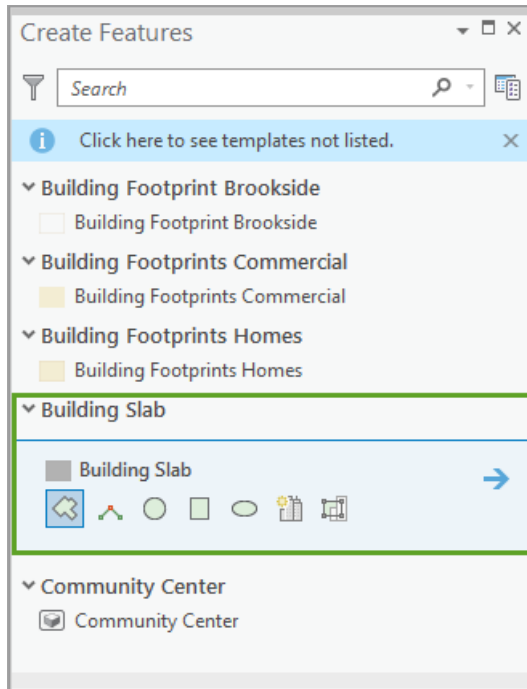 Create Features
Search
Click here to see templates not listed.
Building Footprint Brookside
Building Footprint Brookside
Building Footprints Commercial
Building Footprints Commercial
Building Footprints Homes
Building Footprints Homes
Building Slab
Building Slab
Community Center
Community Center